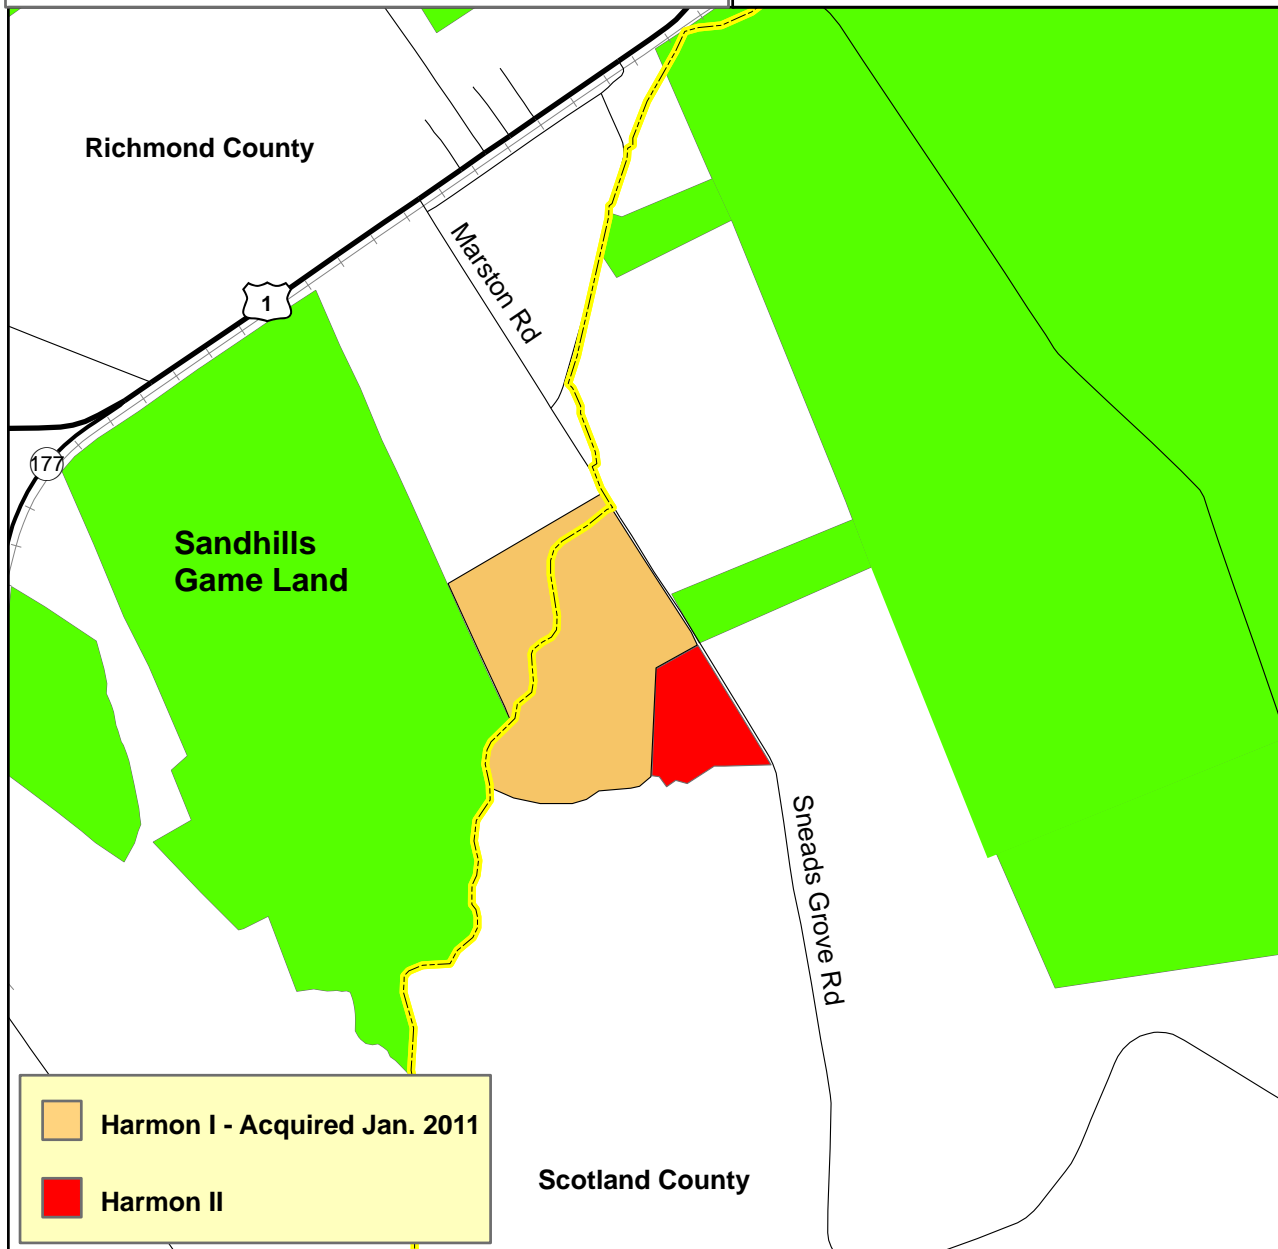 Richmond County
Marston Rd
1
177
Sandhills
Game Land
Sneads Grove Rd
Harmon I - Acquired Jan. 2011
Scotland County
Harmon II